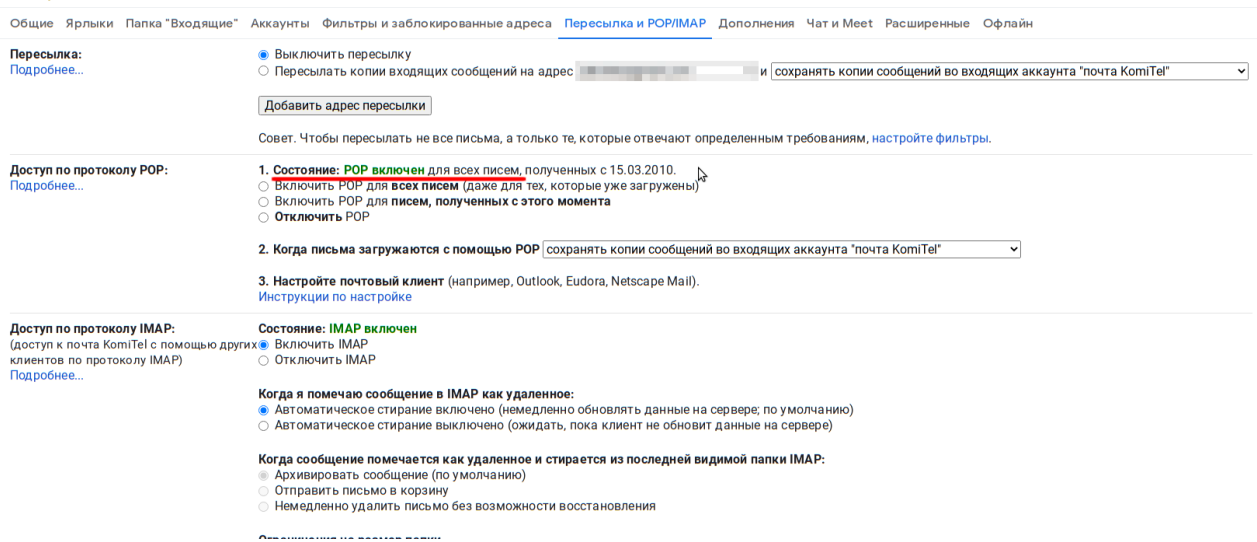 Общие Ярлыки Папка "Входящие" Аккаунты Фильтры и заблокированные адреса Пересылка и POP/IMAP Дополнения Чат и Meet Расширенные Офлайн
Пересылка: Выключить пересылку
Подробнее... Пересылать копии входящих сообщений на адрес и сохранять копии сообщений во входящих аккаунта "почта KomiTel"
Добавить адрес пересылки
Совет. Чтобы пересылать не все письма, а только те, которые отвечают определенным требованиям, настройте фильтры.
Доступ по протоколу POP: 1. Состояние: POP включен для всех писем, полученных с 15.03.2010.
Подробнее... Включить POP для всех писем (даже для тех, которые уже загружены)
Включить POP для писем, полученных с этого момента
Отключить POP
2. Когда письма загружаются с помощью POP сохранять копии сообщений во входящих аккаунта "почта KomiTel"
3. Настройте почтовый клиент (например, Outlook, Eudora, Netscape Mail).
Инструкции по настройке
Доступ по протоколу IMAP: Состояние: IMAP включен
(доступ к почта KomiTel с помощью других Включить IMAP
клиентов по протоколу IMAP) Отключить IMAP
Подробнее...
Когда я помечаю сообщение в IMAP как удаленное:
Автоматическое стирание включено (немедленно обновлять данные на сервере; по умолчанию)
Автоматическое стирание выключено (ожидать, пока клиент не обновит данные на сервере)
Когда сообщение помечается как удаленное и стирается из последней видимой папки IMAP:
Архивировать сообщение (по умолчанию)
Отправить письмо в корзину
Немедленно удалить письмо без возможности восстановления